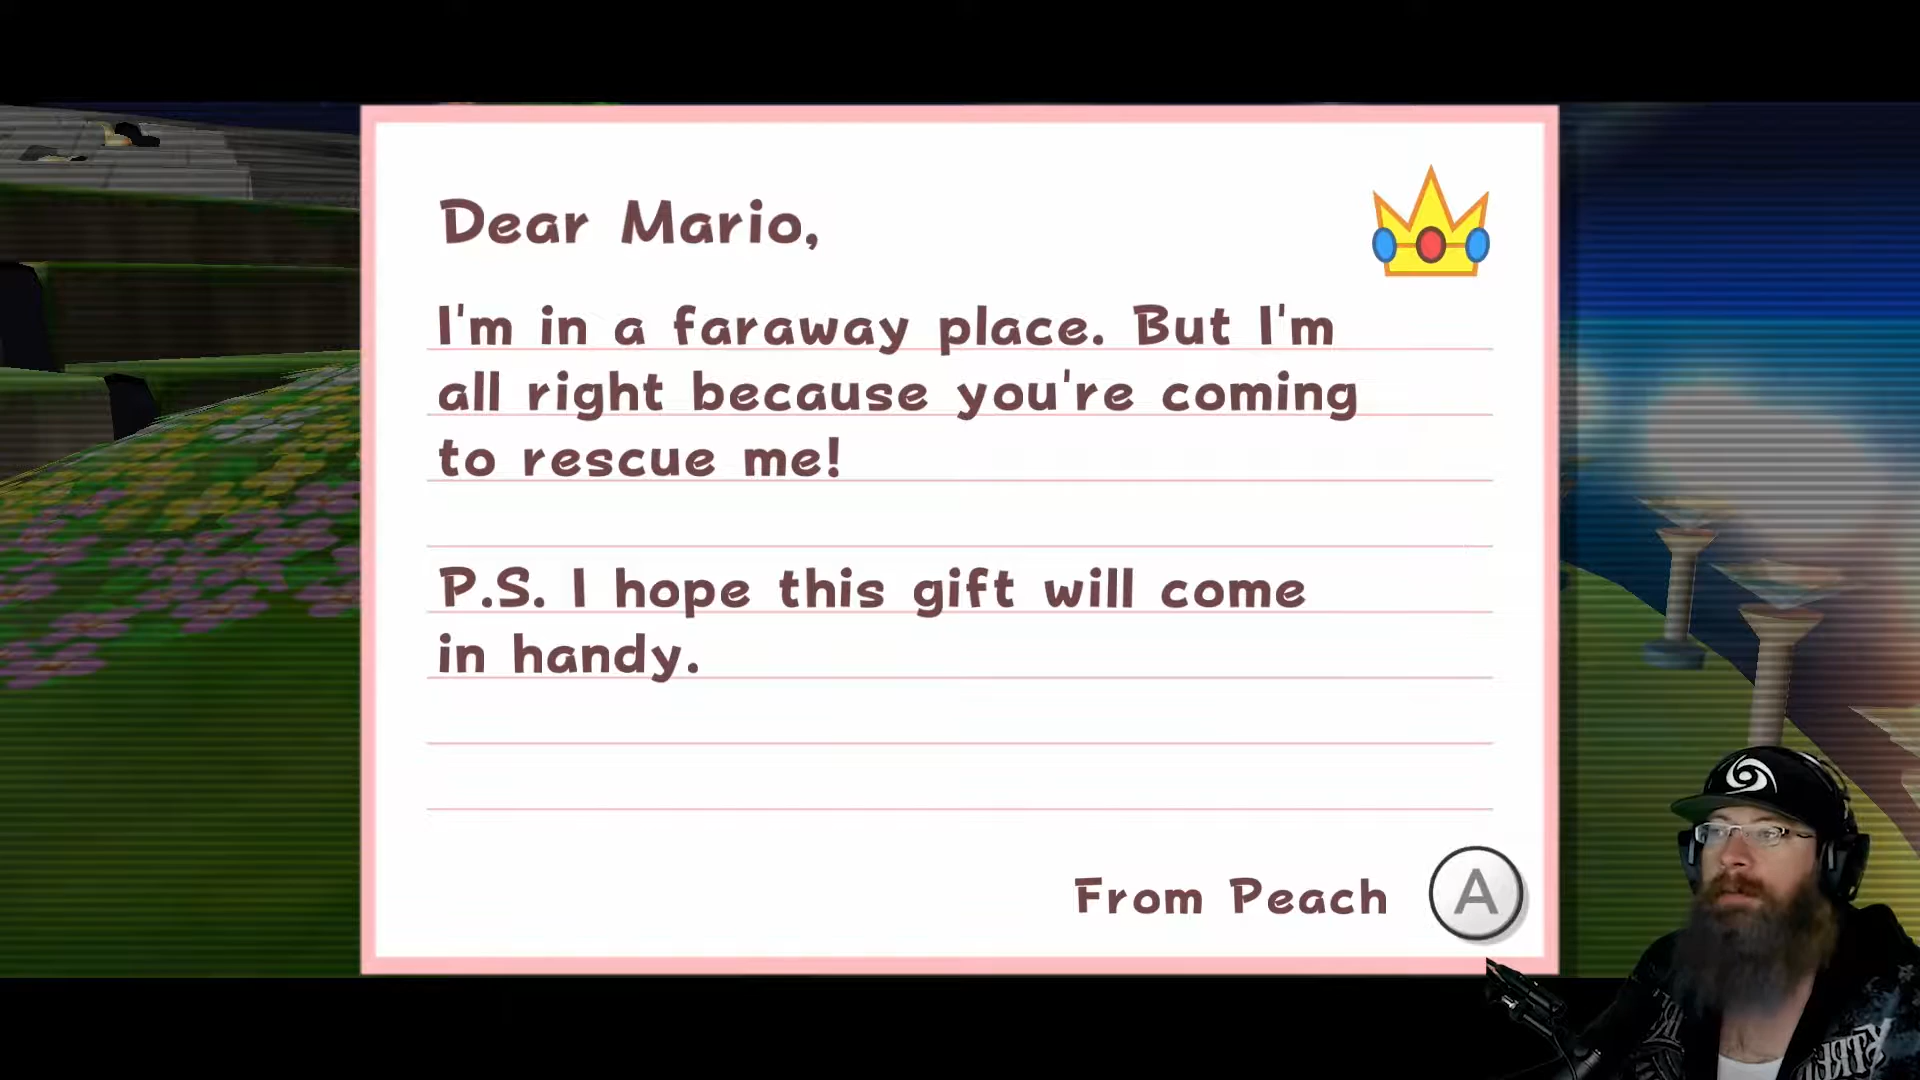 Dear Mario,
I'm in a faraway place. But I'm
all right because you're coming
to rescue me!
P.S. I hope this gift will come
in handy.
From Peach
A